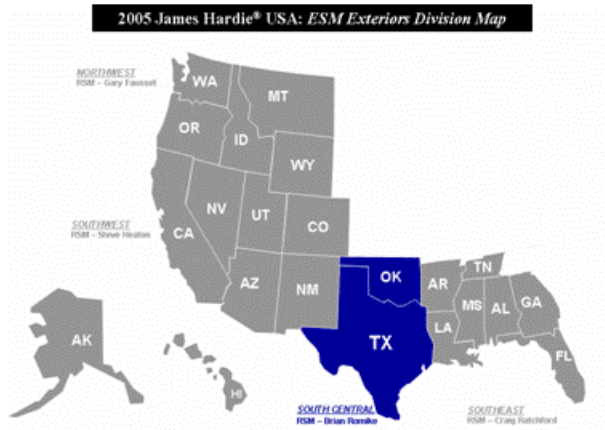 2005 James Hardie® USA: ESM Exteriors Division Map
NORTHWEST
RSM – Gary Fausset
WA
MT
OR
ID
WY
SOUTHWEST
RSM – Steve Heaton
NV
UT
CO
CA
AZ
NM
OK
AR
TN
MS
AL
GA
LA
TX
FL
AK
HI
SOUTH CENTRAL
RSM – Brian Romike
SOUTHEAST
RSM – Craig Ratchford